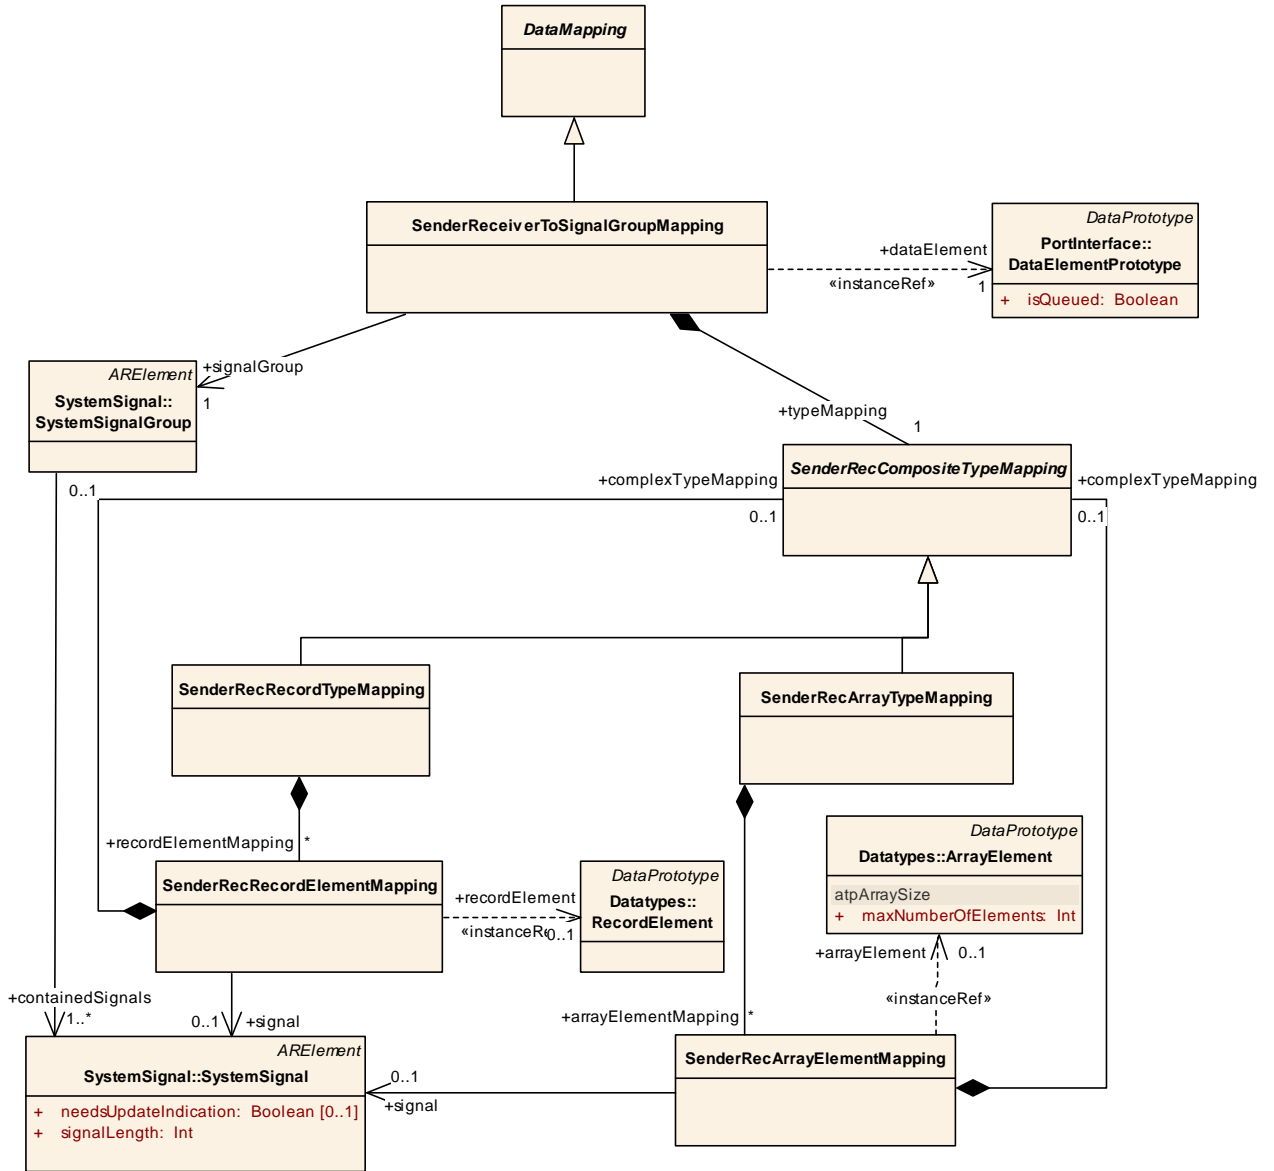 DataMapping
SenderReceiverToSignalGroupMapping
DataPrototype
PortInterface::
DataElementPrototype
+ isQueued: Boolean
+dataElement
«instanceRef»
1
+signalGroup
1
ARElement
SystemSignal::
SystemSignalGroup
+typeMapping
1
SenderRecCompositeTypeMapping
+complexTypeMapping
0..1
+complexTypeMapping
0..1
0..1
SenderRecRecordTypeMapping
SenderRecArrayTypeMapping
+recordElementMapping *
DataPrototype
Datatypes::ArrayElement
atpArraySize
+ maxNumberOfElements: Int
SenderRecRecordElementMapping
+recordElement
«instanceRe
0..1
DataPrototype
Datatypes::
RecordElement
+arrayElement 0..1
«instanceRef»
+containedSignals
1..*
0..1 +signal
+arrayElementMapping *
ARElement
SystemSignal::SystemSignal
+ needsUpdateIndication: Boolean [0..1]
+ signalLength: Int
SenderRecArrayElementMapping
0..1
+signal